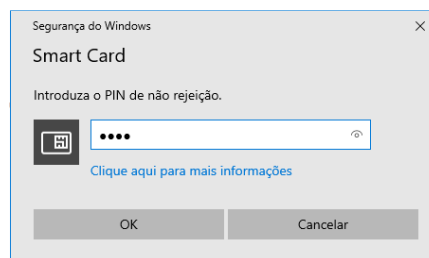 Segurança do Windows
Smart Card
Introduza o PIN de não rejeição.
••••
Clique aqui para mais informações
OK
Cancelar